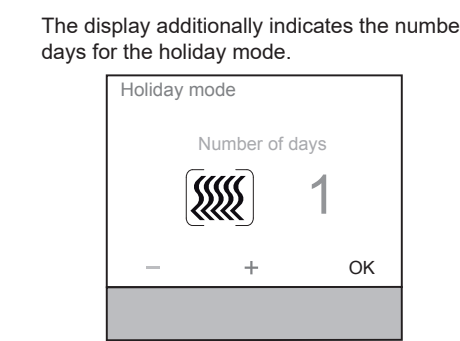 The display additionally indicates the numbe
days for the holiday mode.
Holiday mode
Number of days
1
− + OK